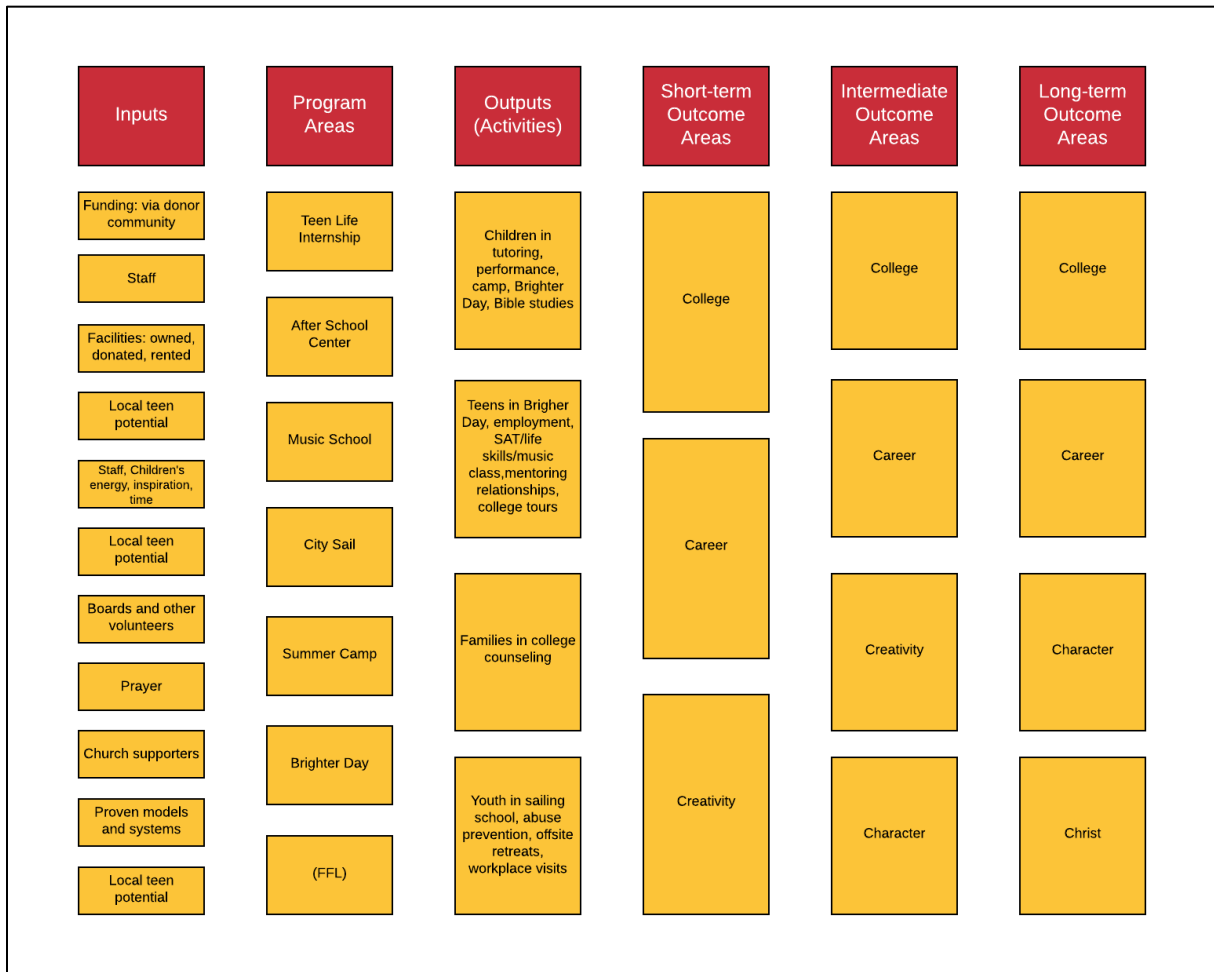 Inputs
Program
Areas
Outputs
(Activities)
Short-term
Outcome
Areas
Intermediate
Outcome
Areas
Long-term
Outcome
Areas
Funding: via donor
community
Staff
Facilities: owned,
donated, rented
Local teen
potential
Staff, Children's
energy, inspiration,
time
Local teen
potential
Boards and other
volunteers
Prayer
Church supporters
Proven models
and systems
Local teen
potential
Teen Life
Internship
After School
Center
Music School
City Sail
Summer Camp
Brighter Day
(FFL)
Children in
tutoring,
performance,
camp, Brighter
Day, Bible studies
Teens in Brigher
Day, employment,
SAT/life
skills/music
class,mentoring
relationships,
college tours
Families in college
counseling
Youth in sailing
school, abuse
prevention, offsite
retreats,
workplace visits
College
Career
Creativity
College
Career
Creativity
Character
College
Career
Character
Christ